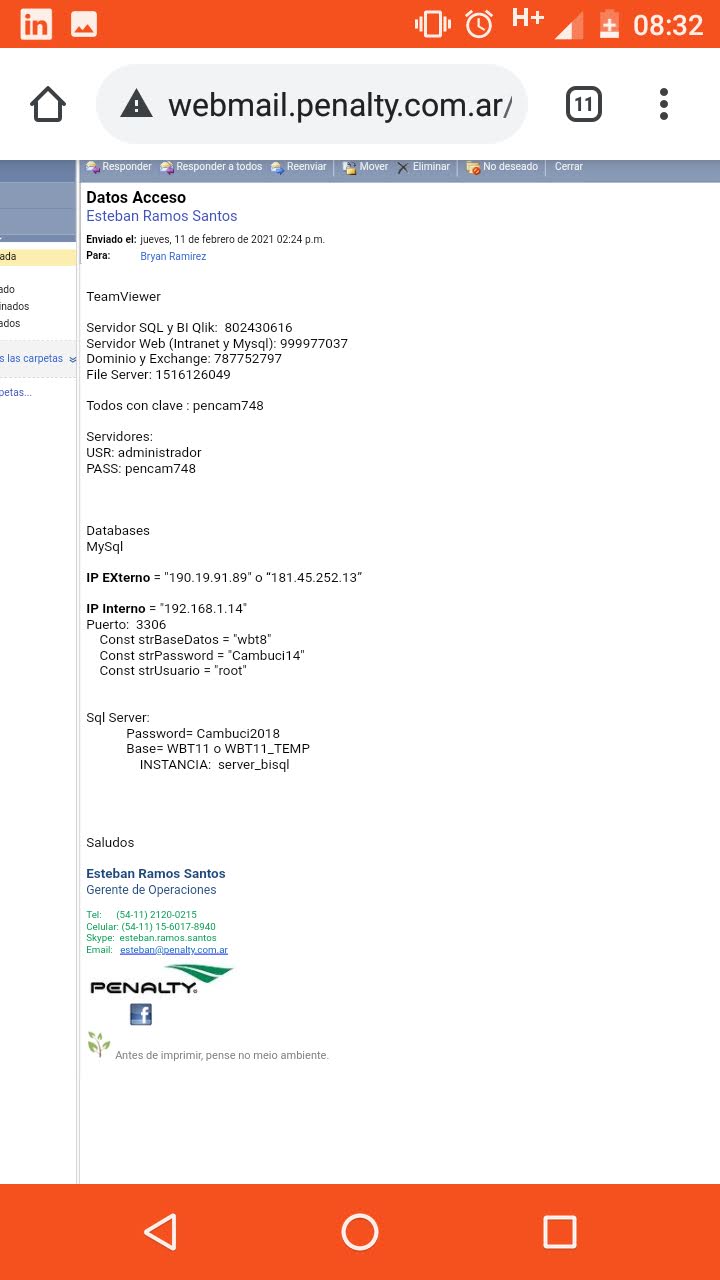 in
H+
08:32
webmail.penalty.com.ar/
11
Responder Responder a todos Reenviar Mover Eliminar No deseado Cerrar
Datos Acceso
Esteban Ramos Santos
Enviado el: jueves, 11 de febrero de 2021 02:24 p.m.
Para: Bryan Ramirez
ada
ado
inados
ados
s las carpetas
petas...
TeamViewer
Servidor SQL y BI Qlik: 802430616
Servidor Web (Intranet y Mysql): 999977037
Dominio y Exchange: 787752797
File Server: 1516126049
Todos con clave : pencam748
Servidores:
USR: administrador
PASS: pencam748
Databases
MySql
IP EXterno = "190.19.91.89" o “181.45.252.13”
IP Interno = "192.168.1.14"
Puerto: 3306
Const strBaseDatos = "wbt8"
Const strPassword = "Cambuci14"
Const strUsuario = "root"
Sql Server:
Password= Cambuci2018
Base= WBT11 o WBT11_TEMP
INSTANCIA: server_bisql
Saludos
Esteban Ramos Santos
Gerente de Operaciones
Tel: (54-11) 2120-0215
Celular: (54-11) 15-6017-8940
Skype: esteban.ramos.santos
Email: esteban@penalty.com.ar
PENALTY®
f
Antes de imprimir, pense no meio ambiente.